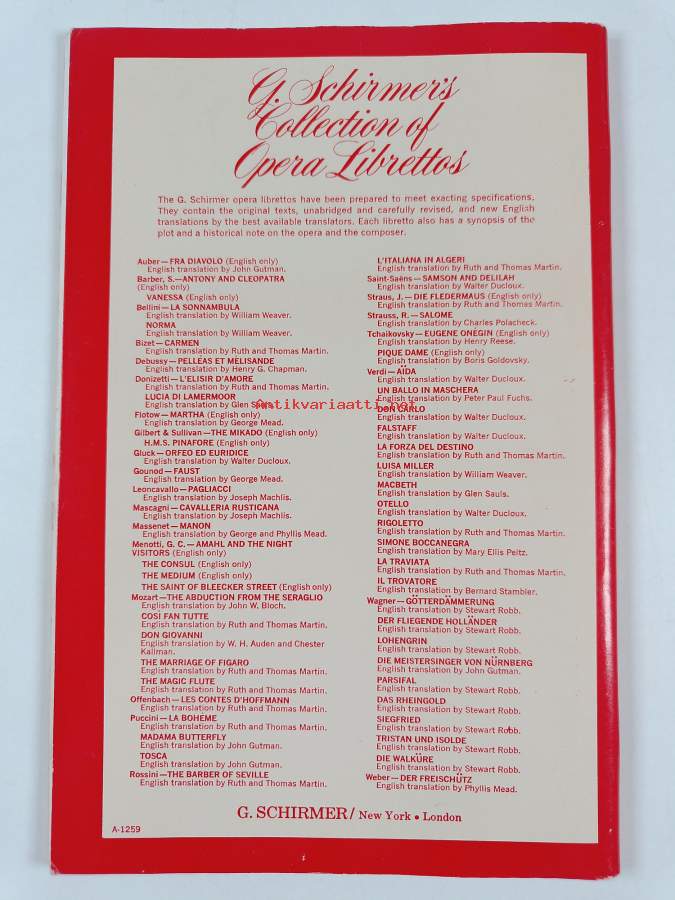 G. Schirmer's
Collection of
Opera Librettos
The G. Schirmer opera librettos have been prepared to meet exacting specifications.
They contain the original texts, unabridged and carefully revised, and new English
translations by the best available translators. Each libretto also has a synopsis of the
plot and a historical note on the opera and the composer.
Auber—FRA DIAVOLO (English only)
English translation by John Gutman.
Barber, S.—ANTONY AND CLEOPATRA
(English only)
VANESSA (English only)
Bellini—LA SONNAMBULA
English translation by William Weaver.
NORMA
English translation by William Weaver.
Bizet—CARMEN
English translation by Ruth and Thomas Martin.
Debussy—PELLÉAS ET MÉLISANDE
English translation by Henry G. Chapman.
Donizetti—L'ELISIR D'AMORE
English translation by Ruth and Thomas Martin.
LUCIA DI LAMERMOOR
English translation by Glen Sauls.
Flotow—MARTHA (English only)
English translation by George Mead.
Gilbert & Sullivan—THE MIKADO (English only)
H.M.S. PINAFORE (English only)
Gluck—ORFEO ED EURIDICE
English translation by Walter Ducloux.
Gounod—FAUST
English translation by George Mead.
Leoncavallo—PAGLIACCI
English translation by Joseph Machlis.
Mascagni—CAVALLERIA RUSTICANA
English translation by Joseph Machlis.
Massenet—MANON
English translation by George and Phyllis Mead.
Menotti, G. C.—AMAHL AND THE NIGHT
VISITORS (English only)
THE CONSUL (English only)
THE MEDIUM (English only)
THE SAINT OF BLEECKER STREET (English only)
Mozart—THE ABDUCTION FROM THE SERAGLIO
English translation by John W. Bloch.
COSÌ FAN TUTTE
English translation by Ruth and Thomas Martin.
DON GIOVANNI
English translation by W. H. Auden and Chester
Kallman.
THE MARRIAGE OF FIGARO
English translation by Ruth and Thomas Martin.
THE MAGIC FLUTE
English translation by Ruth and Thomas Martin.
Offenbach—LES CONTES D'HOFFMANN
English translation by Ruth and Thomas Martin.
Puccini—LA BOHÈME
English translation by Ruth and Thomas Martin.
MADAMA BUTTERFLY
English translation by John Gutman.
TOSCA
English translation by John Gutman.
Rossini—THE BARBER OF SEVILLE
English translation by Ruth and Thomas Martin.
L'ITALIANA IN ALGERI
English translation by Ruth and Thomas Martin.
Saint-Saëns—SAMSON AND DELILAH
English translation by Walter Ducloux.
Straus, J.—DIE FLEDERMAUS (English only)
English translation by Ruth and Thomas Martin.
Strauss, R.—SALOME
English translation by Charles Polacheck.
Tchaikovsky—EUGENE ONEGIN (English only)
English translation by Henry Reese.
PIQUE DAME (English only)
English translation by Boris Goldovsky.
Verdi—AÏDA
English translation by Walter Ducloux.
UN BALLO IN MASCHERA
English translation by Peter Paul Fuchs.
DON CARLO
English translation by Walter Ducloux.
FALSTAFF
English translation by Walter Ducloux.
LA FORZA DEL DESTINO
English translation by Ruth and Thomas Martin.
LUISA MILLER
English translation by William Weaver.
MACBETH
English translation by Glen Sauls.
OTELLO
English translation by Walter Ducloux.
RIGOLETTO
English translation by Ruth and Thomas Martin.
SIMONE BOCCANEGRA
English translation by Mary Ellis Peltz.
LA TRAVIATA
English translation by Ruth and Thomas Martin.
IL TROVATORE
English translation by Bernard Stambler.
Wagner—GÖTTERDÄMMERUNG
English translation by Stewart Robb.
DER FLIEGENDE HOLLÄNDER
English translation by Stewart Robb.
LOHENGRIN
English translation by Stewart Robb.
DIE MEISTERSINGER VON NÜRNBERG
English translation by John Gutman.
PARSIFAL
English translation by Stewart Robb.
DAS RHEINGOLD
English translation by Stewart Robb.
SIEGFRIED
English translation by Stewart Robb.
TRISTAN UND ISOLDE
English translation by Stewart Robb.
DIE WALKÜRE
English translation by Stewart Robb.
Weber—DER FREISCHÜTZ
English translation by Phyllis Mead.
Antikvariaatti.net
G. SCHIRMER/ New York • London
A-1259